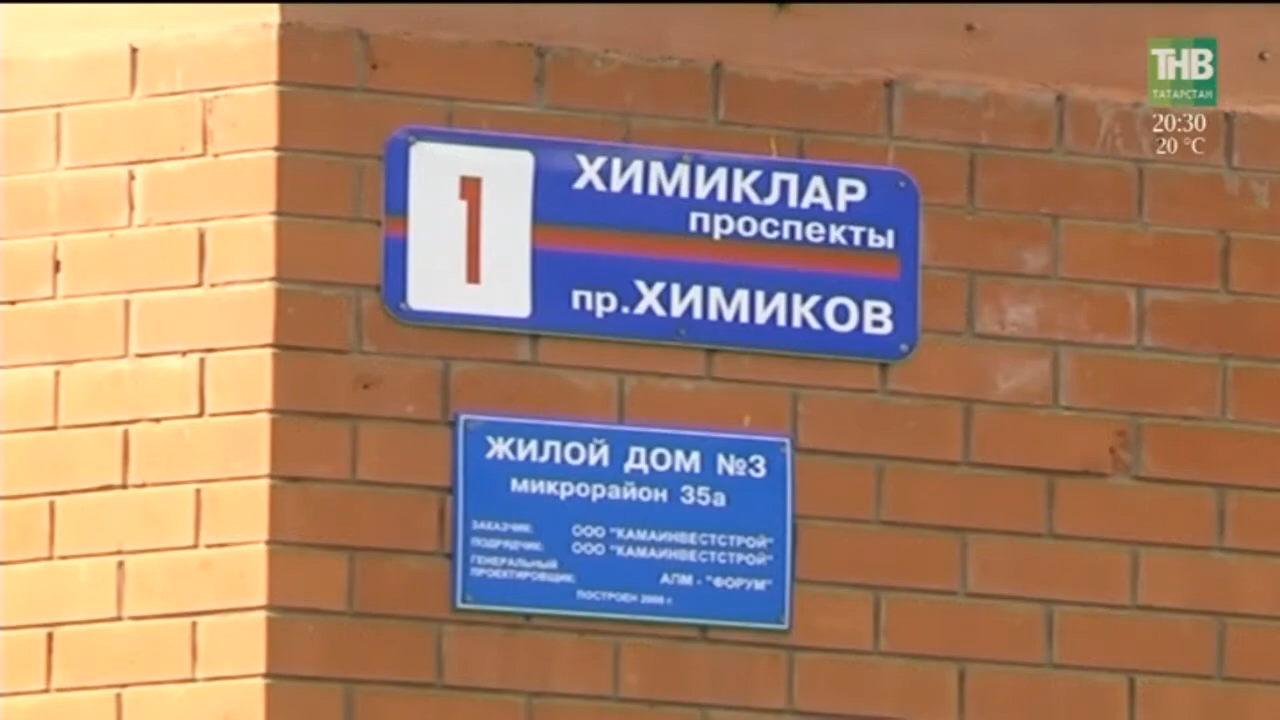 ТНВ
ТАТАРСТАН
20:30
20 °C
1
ХИМИКЛАР
проспекты
пр.ХИМИКОВ
ЖИЛОЙ ДОМ №3
микрорайон 35а
ЗАКАЗЧИК: ООО "КАМАИНВЕСТСТРОЙ"
ПОДРЯДЧИК: ООО "КАМАИНВЕСТСТРОЙ"
ГЕНЕРАЛЬНЫЙ
ПРОЕКТИРОВЩИК: АПМ - "ФОРУМ"
ПОСТРОЕН г.